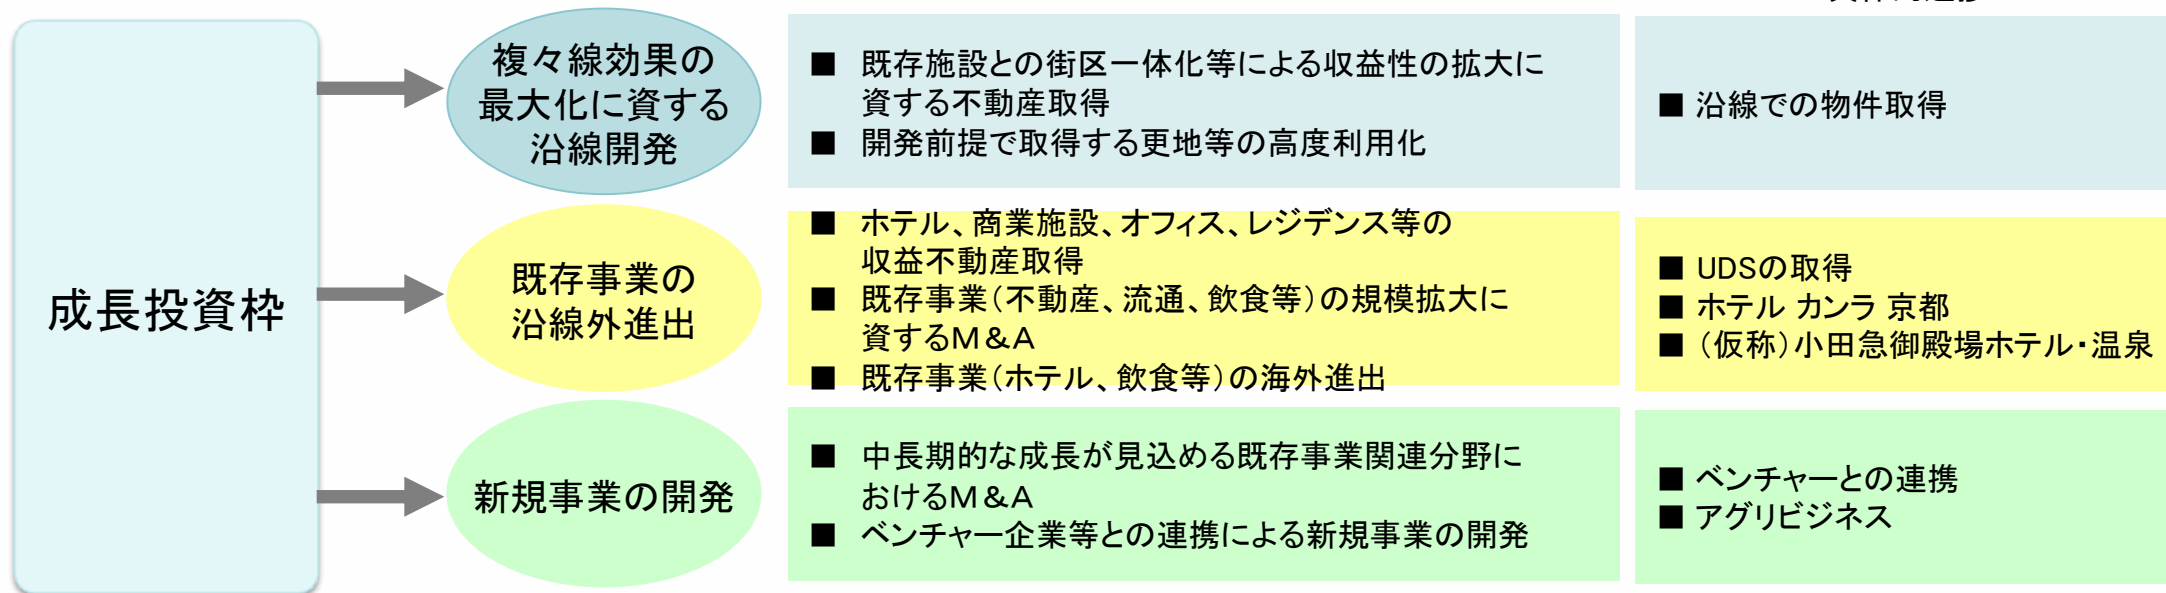 成長投資枠
複々線効果の
最大化に資する
沿線開発
■ 既存施設との街区一体化等による収益性の拡大に
資する不動産取得
■ 開発前提で取得する更地等の高度利用化
■ 沿線での物件取得
既存事業の
沿線外進出
■ ホテル、商業施設、オフィス、レジデンス等の
収益不動産取得
■ 既存事業(不動産、流通、飲食等)の規模拡大に
資するM&A
■ 既存事業(ホテル、飲食等)の海外進出
■ UDSの取得
■ ホテル カンラ 京都
■ (仮称)小田急御殿場ホテル・温泉
新規事業の開発
■ 中長期的な成長が見込める既存事業関連分野に
おけるM&A
■ ベンチャー企業等との連携による新規事業の開発
■ ベンチャーとの連携
■ アグリビジネス